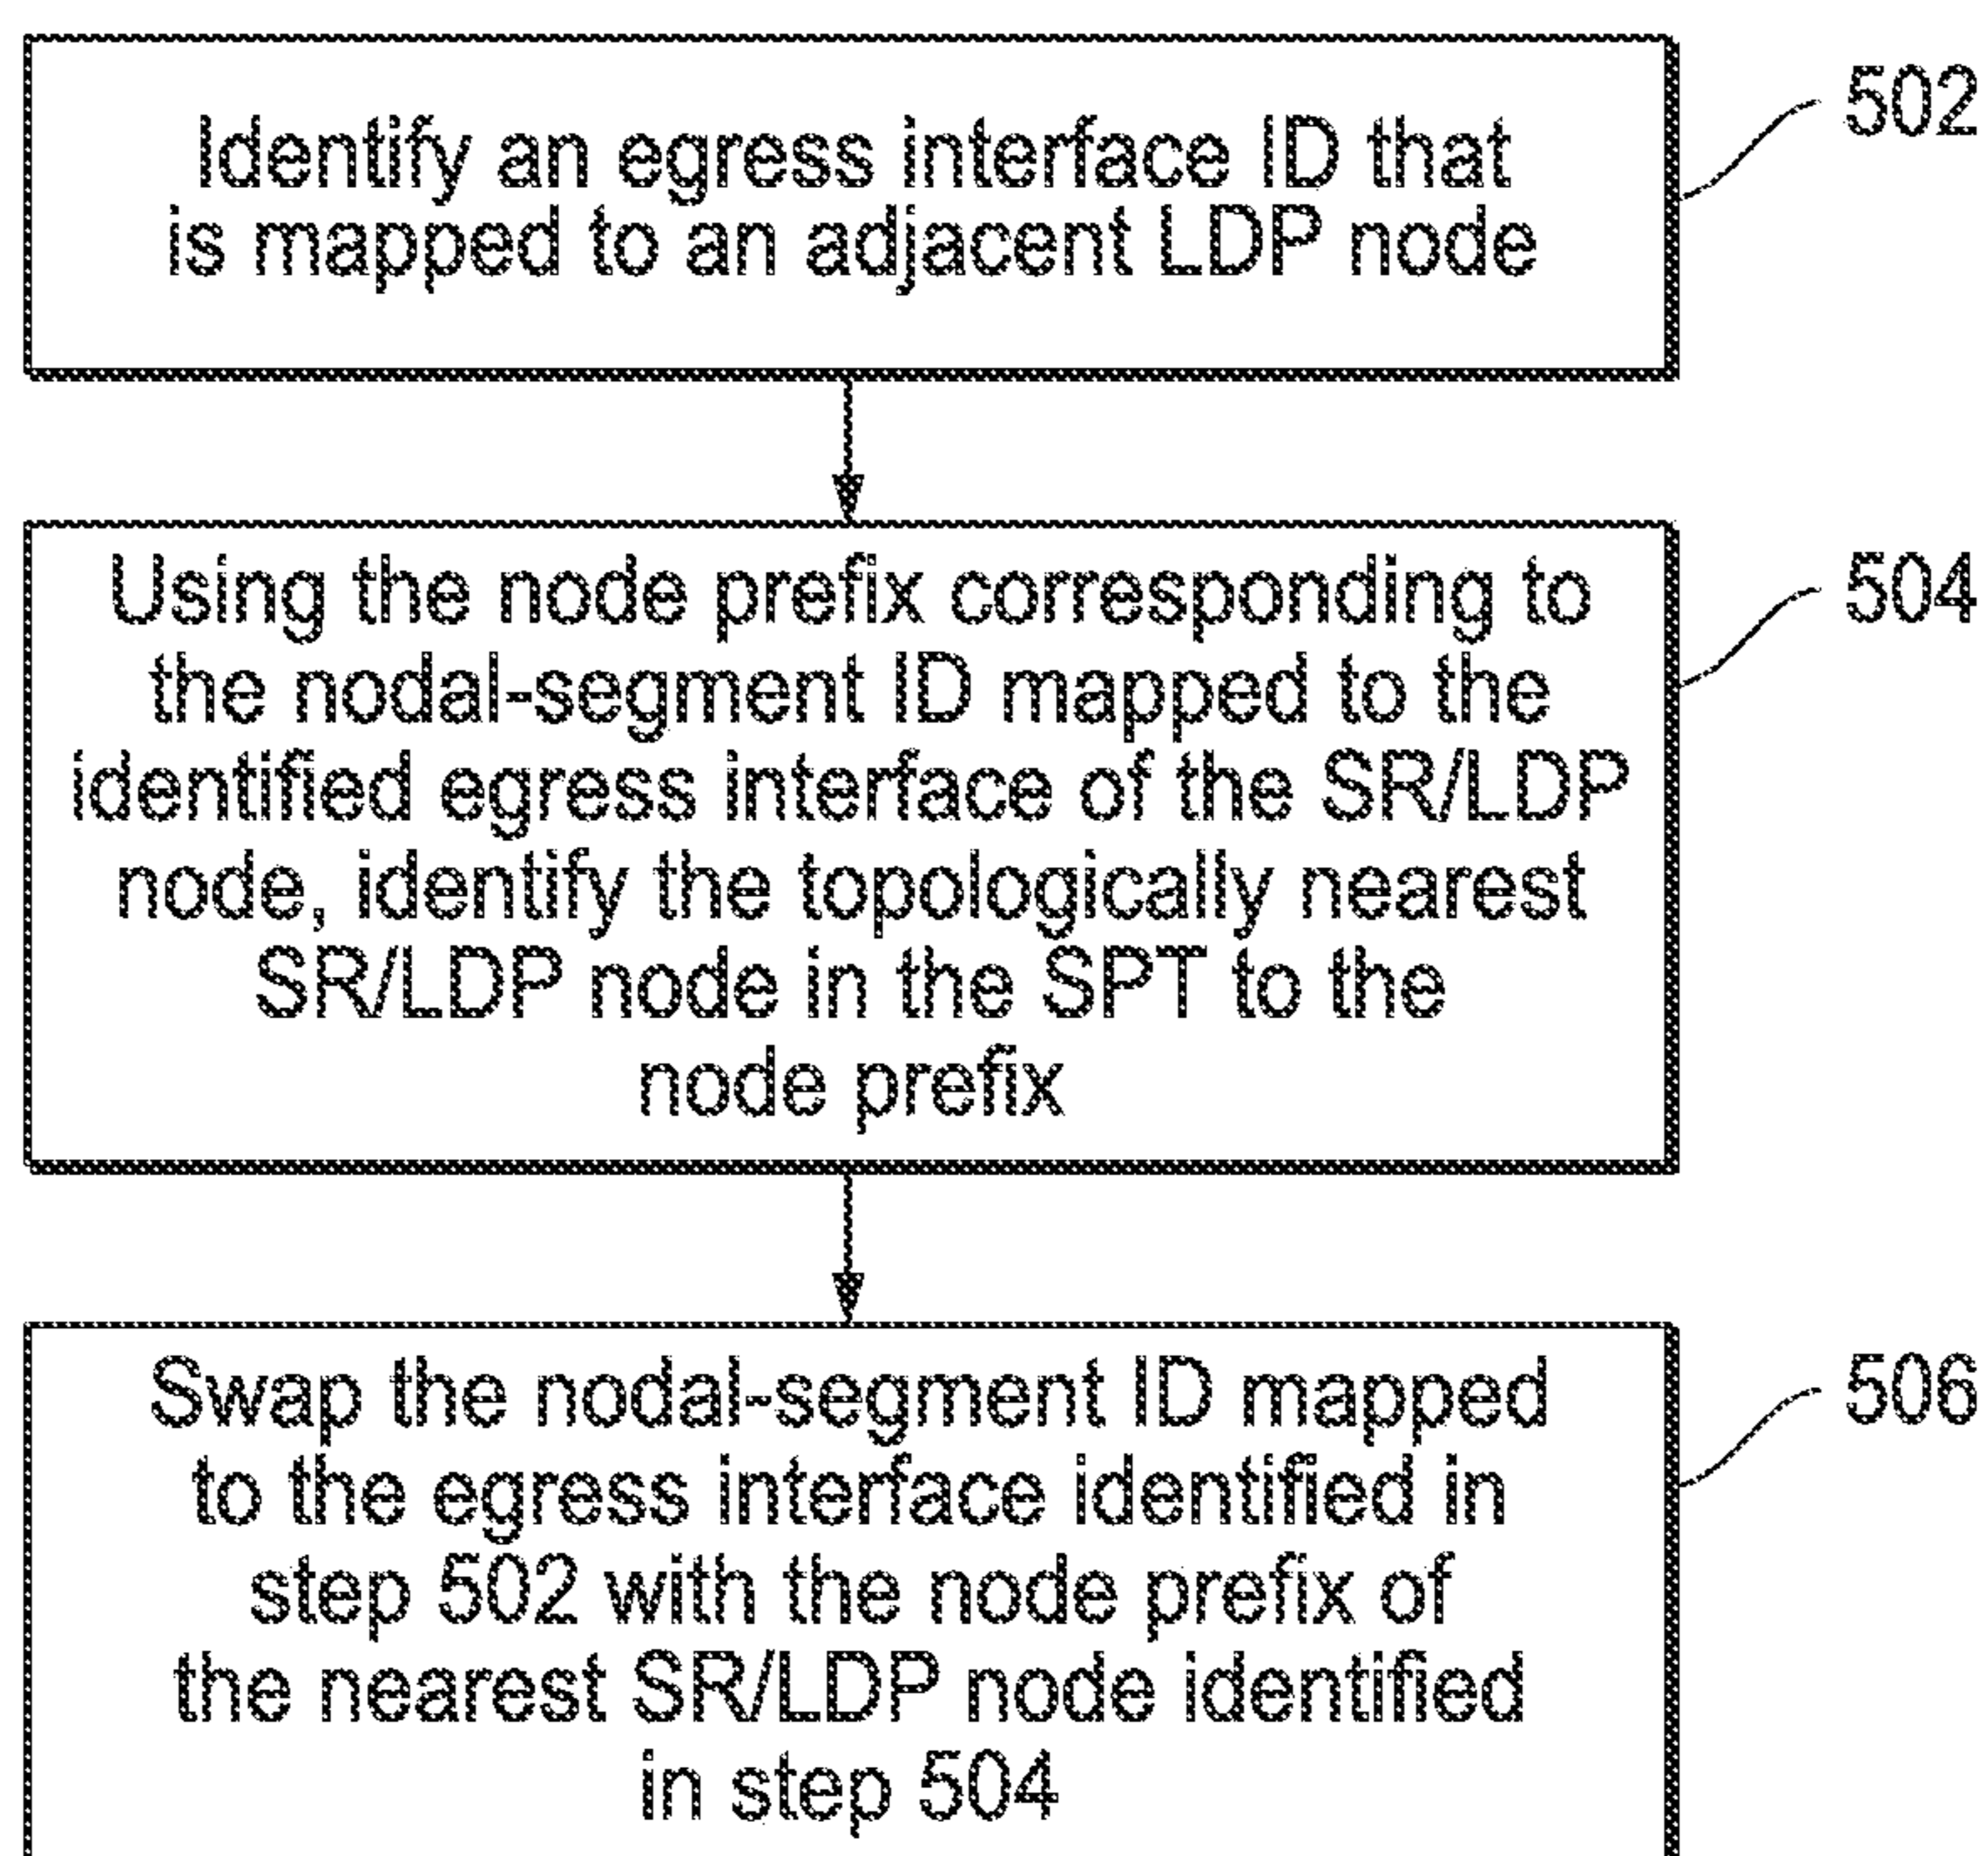 Identify an egress interface ID that
is mapped to an adjacent LDP node
502
Using the node prefix corresponding to
the nodal-segment ID mapped to the
identified egress interface of the SR/LDP
node, identify the topologically nearest
SR/LDP node in the SPT to the
node prefix
504
Swap the nodal-segment ID mapped
to the egress interface identified in
step 502 with the node prefix of
the nearest SR/LDP node identified
in step 504
506